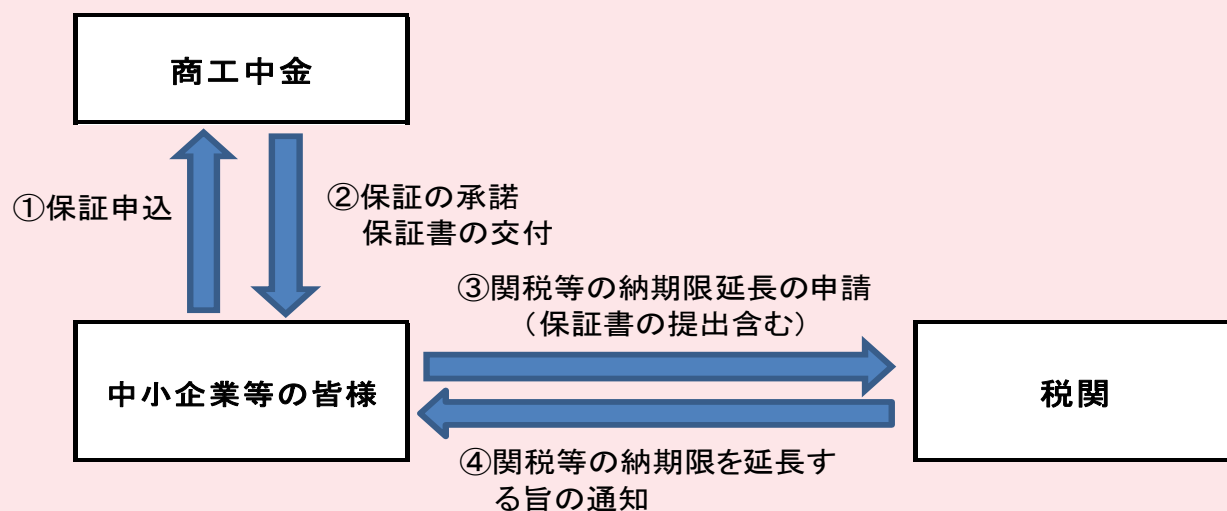 商工中金
①保証申込
②保証の承諾
保証書の交付
③関税等の納期限延長の申請
（保証書の提出含む）
中小企業等の皆様
税関
④関税等の納期限を延長す
る旨の通知